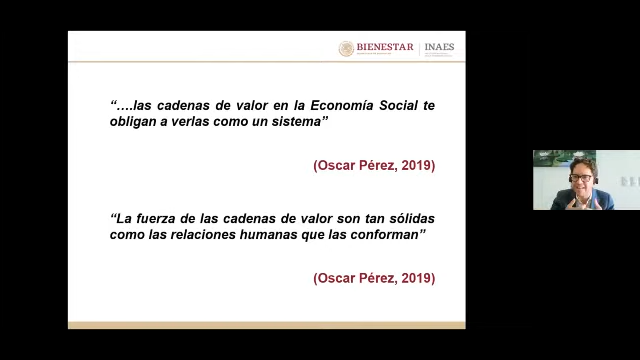 BIENESTAR INAES
“….las cadenas de valor en la Economía Social te
obligan a verlas como un sistema”
(Oscar Pérez, 2019)
“La fuerza de las cadenas de valor son tan sólidas
como las relaciones humanas que las conforman”
(Oscar Pérez, 2019)